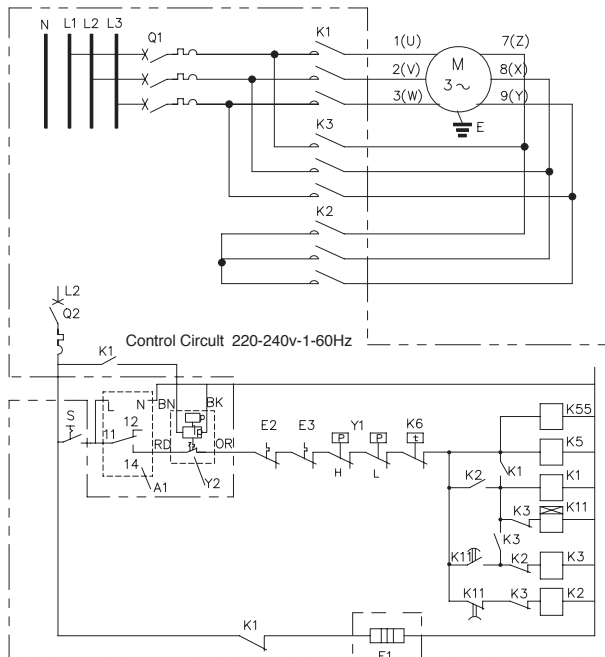 N L1 L2 L3
Q1
K1
1(U) 7(Z)
M
3~
2(V) 8(X)
3(W) 9(Y)
E
K3
K2
L2
Q2
Control Circult 220-240v-1-60Hz
K1
S
L N BN BK
12
11 RD OR
14
A1
Y2
E2 E3 Y1 K6
P P t
H L
K55
K5
K1
K2 K1
K3 K11
K3
K11 K2 K3
K11 K3 K2
K1
E1